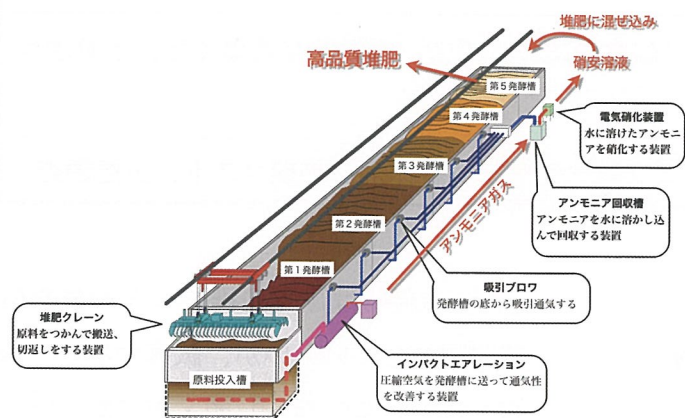 堆肥に混ぜ込み
高品質堆肥
硝安溶液
第5発酵槽
第4発酵槽
第3発酵槽
第2発酵槽
第1発酵槽
原料投入槽
電気硝化装置
水に溶けたアンモニ
アを硝化する装置
アンモニア回収槽
アンモニアを水に溶かし込
んで回収する装置
アンモニアガス
吸引ブロワ
発酵槽の底から吸引通気する
堆肥クレーン
原料をつかんで搬送、
切返しをする装置
インパクトエアレーション
圧縮空気を発酵槽に送って通気性
を改善する装置